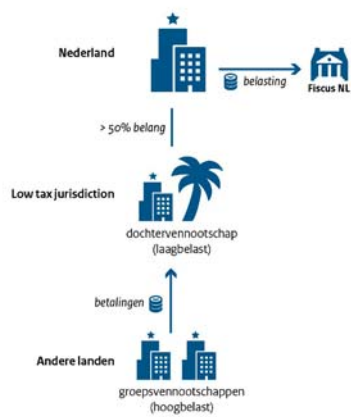 Nederland
belasting
Fiscus NL
> 50% belang
Low tax jurisdiction
dochtervennootschap
(laagbelast)
betalingen
Andere landen
groepsvennootschappen
(hoogbelast)